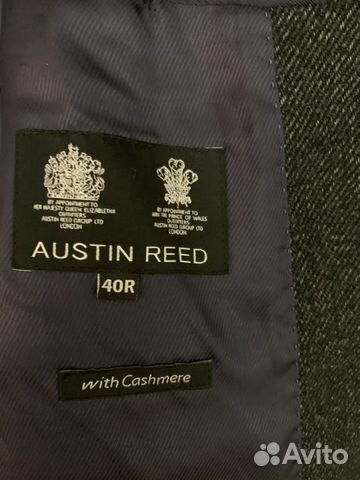 BY APPOINTMENT TO
HER MAJESTY QUEEN ELIZABETH II
OUTFITTERS
AUSTIN REED GROUP LTD
LONDON
BY APPOINTMENT TO
HRH THE PRINCE OF WALES
OUTFITTERS
AUSTIN REED GROUP LTD
LONDON
AUSTIN REED
40R
with Cashmere
Avito